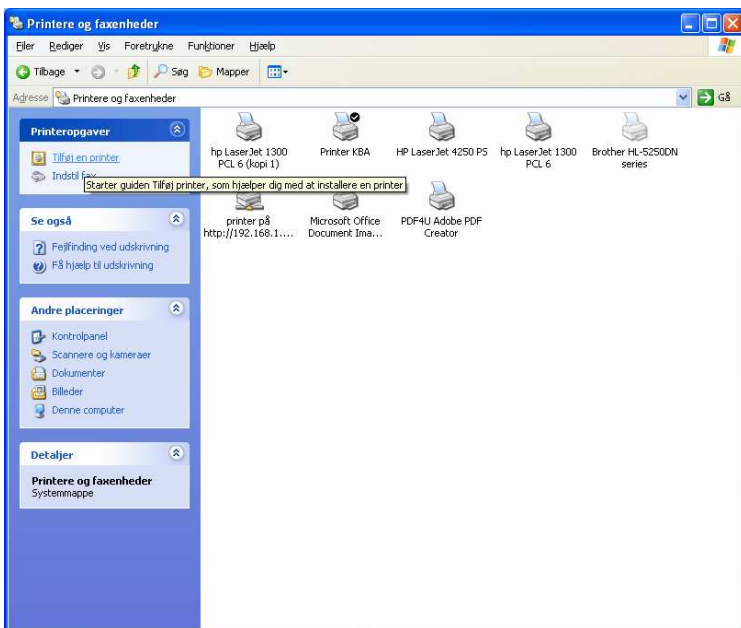 Printere og faxenheder
Filer Rediger Vis Foretrukne Funktioner Hjælp
Tilbage Søg Mapper
Adresse Printere og faxenheder Gå
Printeropgaver
Tilføj en printer
Indstil fax
Starter guiden Tilføj printer, som hjælper dig med at installere en printer
Se også
Fejlfinding ved udskrivning
Få hjælp til udskrivning
Andre placeringer
Kontrolpanel
Scannere og kameraer
Dokumenter
Billeder
Denne computer
Detaljer
Printere og faxenheder
Systemmappe
hp LaserJet 1300
PCL 6 (kopi 1)
Printer KBA
HP LaserJet 4250 PS
hp LaserJet 1300
PCL 6
Brother HL-5250DN
series
printer på
http://192.168.1....
Microsoft Office
Document Ima...
PDF4U Adobe PDF
Creator